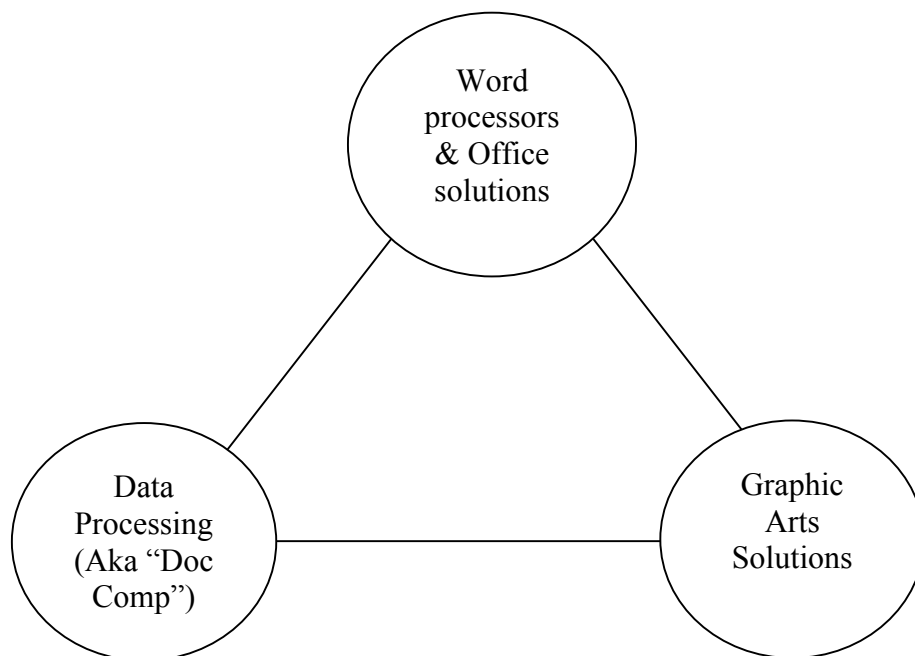 Word
processors
& Office
solutions
Data
Processing
(Aka “Doc
Comp”)
Graphic
Arts
Solutions